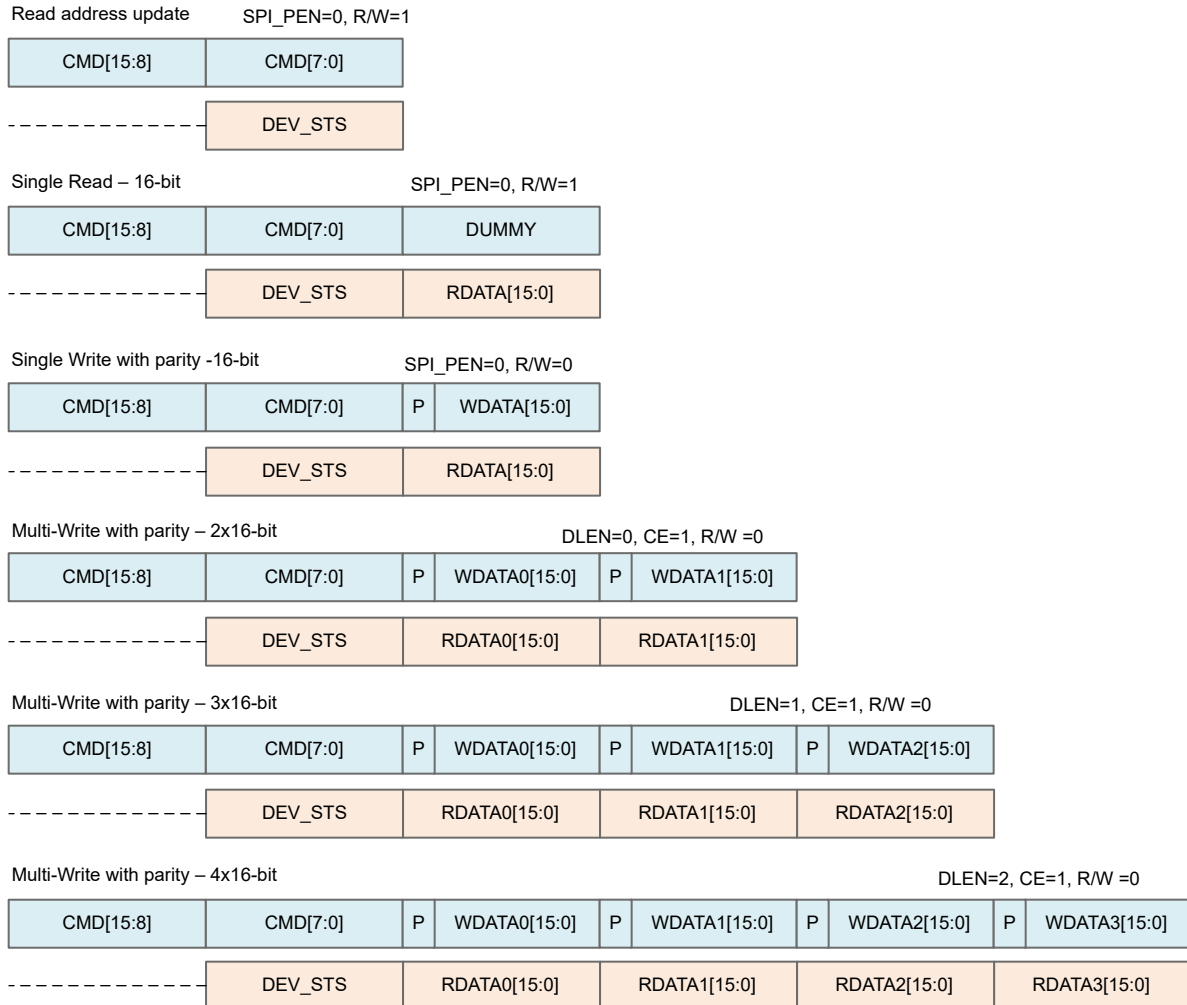 Read address update SPI_PEN=0, R/W=1
CMD[15:8] CMD[7:0]
DEV_STS
Single Read – 16-bit SPI_PEN=0, R/W=1
CMD[15:8] CMD[7:0] DUMMY
DEV_STS RDATA[15:0]
Single Write with parity -16-bit SPI_PEN=0, R/W=0
CMD[15:8] CMD[7:0] P WDATA[15:0]
DEV_STS RDATA[15:0]
Multi-Write with parity – 2x16-bit DLEN=0, CE=1, R/W =0
CMD[15:8] CMD[7:0] P WDATA0[15:0] P WDATA1[15:0]
DEV_STS RDATA0[15:0] RDATA1[15:0]
Multi-Write with parity – 3x16-bit DLEN=1, CE=1, R/W =0
CMD[15:8] CMD[7:0] P WDATA0[15:0] P WDATA1[15:0] P WDATA2[15:0]
DEV_STS RDATA0[15:0] RDATA1[15:0] RDATA2[15:0]
Multi-Write with parity – 4x16-bit DLEN=2, CE=1, R/W =0
CMD[15:8] CMD[7:0] P WDATA0[15:0] P WDATA1[15:0] P WDATA2[15:0] P WDATA3[15:0]
DEV_STS RDATA0[15:0] RDATA1[15:0] RDATA2[15:0] RDATA3[15:0]